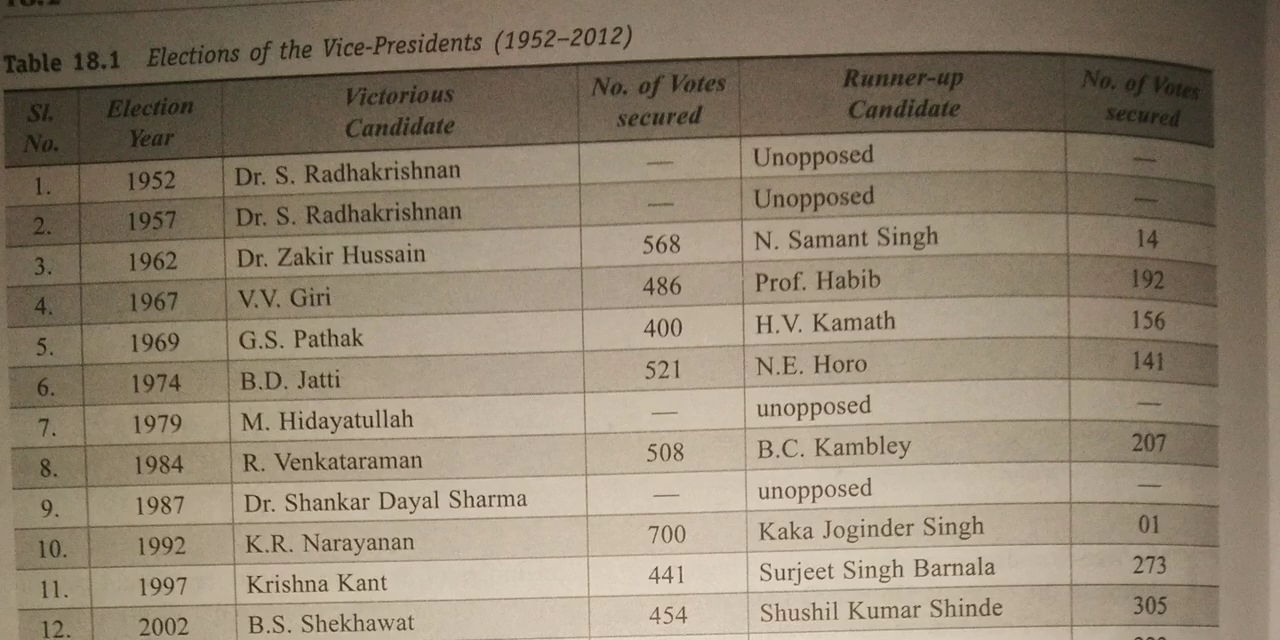 Table 18.1 Elections of the Vice-Presidents (1952–2012)
Sl. No. Election Year Victorious Candidate No. of Votes secured Runner-up Candidate No. of Votes secured
1. 1952 Dr. S. Radhakrishnan — Unopposed —
2. 1957 Dr. S. Radhakrishnan — Unopposed —
3. 1962 Dr. Zakir Hussain 568 N. Samant Singh 14
4. 1967 V.V. Giri 486 Prof. Habib 192
5. 1969 G.S. Pathak 400 H.V. Kamath 156
6. 1974 B.D. Jatti 521 N.E. Horo 141
7. 1979 M. Hidayatullah — unopposed —
8. 1984 R. Venkataraman 508 B.C. Kambley 207
9. 1987 Dr. Shankar Dayal Sharma — unopposed —
10. 1992 K.R. Narayanan 700 Kaka Joginder Singh 01
11. 1997 Krishna Kant 441 Surjeet Singh Barnala 273
12. 2002 B.S. Shekhawat 454 Shushil Kumar Shinde 305